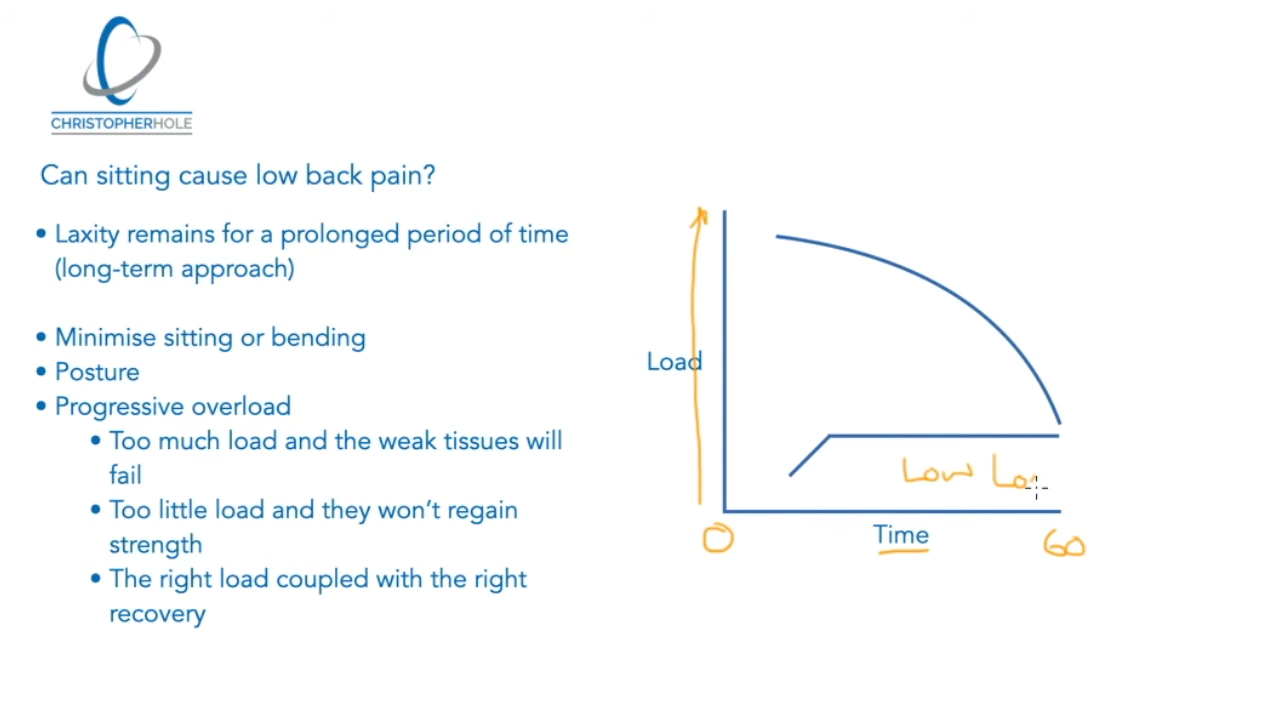 CHRISTOPHERHOLE
Can sitting cause low back pain?
• Laxity remains for a prolonged period of time
(long-term approach)
• Minimise sitting or bending
• Posture
• Progressive overload
• Too much load and the weak tissues will
fail
• Too little load and they won't regain
strength
• The right load coupled with the right
recovery
Load
Low Lo
0
Time
60